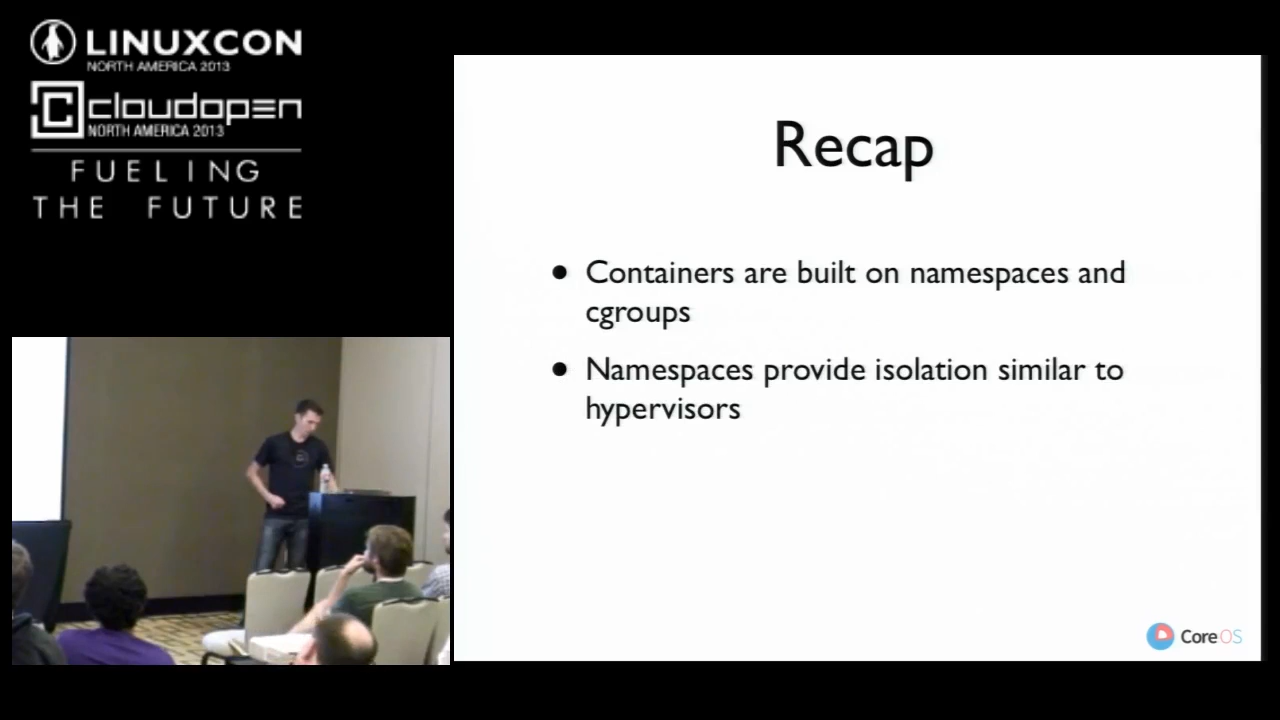 LINUXCON
NORTH AMERICA 2013
cloudopen
NORTH AMERICA 2013
FUELING
THE FUTURE
Recap
• Containers are built on namespaces and
cgroups
• Namespaces provide isolation similar to
hypervisors
CoreOS